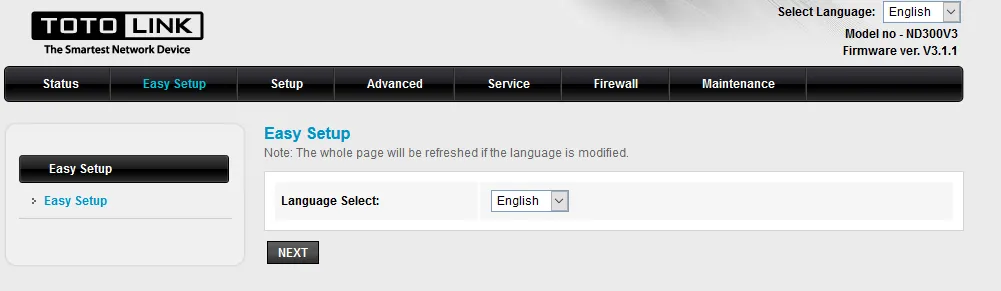 TOTO LINK
The Smartest Network Device
Select Language: English
Model no - ND300V3
Firmware ver. V3.1.1
Status Easy Setup Setup Advanced Service Firewall Maintenance
Easy Setup
Easy Setup
Easy Setup
Note: The whole page will be refreshed if the language is modified.
Language Select: English
NEXT